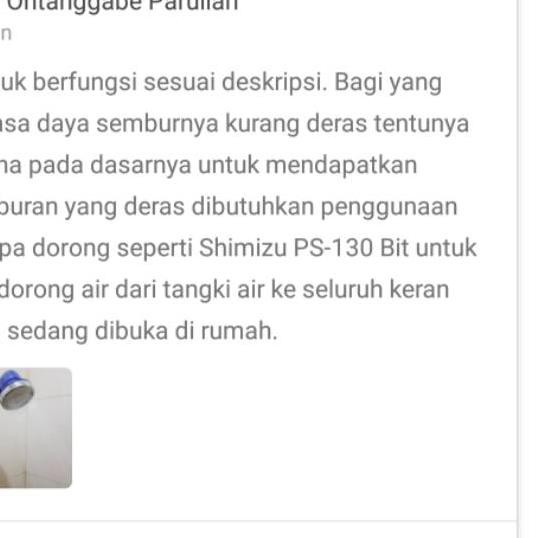 Ontanggabe Parulian
n
uk berfungsi sesuai deskripsi. Bagi yang
asa daya semburnya kurang deras tentunya
na pada dasarnya untuk mendapatkan
buran yang deras dibutuhkan penggunaan
pa dorong seperti Shimizu PS-130 Bit untuk
dorong air dari tangki air ke seluruh keran
sedang dibuka di rumah.